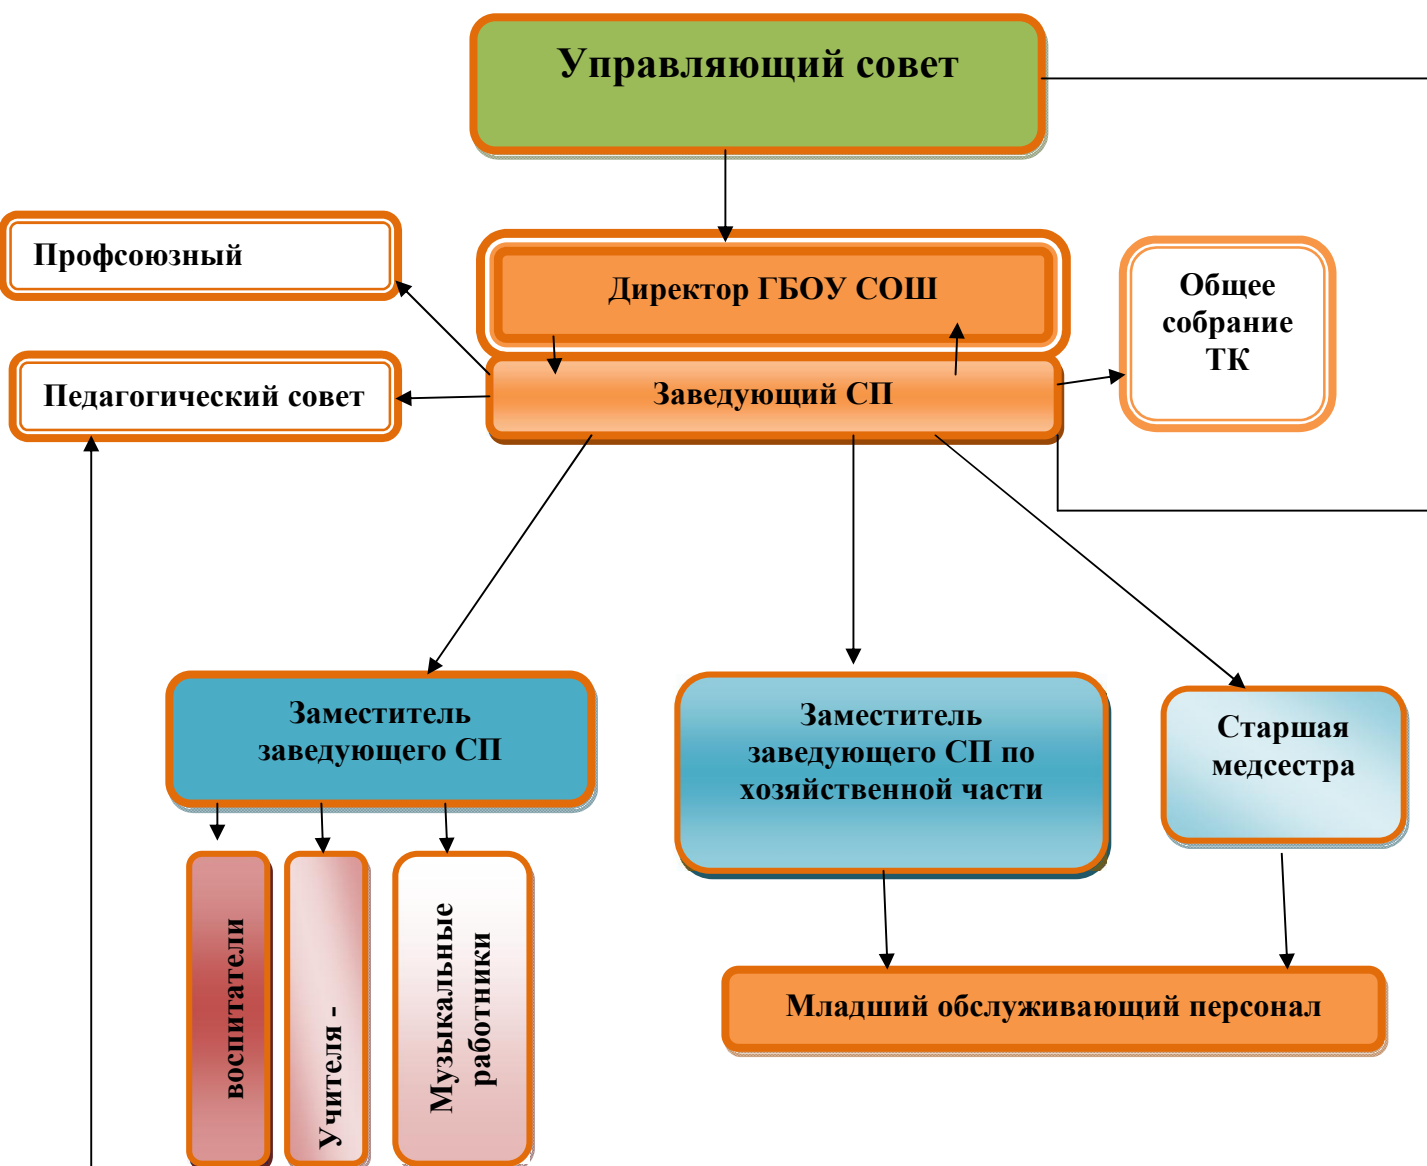 Управляющий совет
Профсоюзный
Директор ГБОУ СОШ
Общее
собрание
ТК
Педагогический совет
Заведующий СП
Заместитель
заведующего СП
Заместитель
заведующего СП по
хозяйственной части
Старшая
медсестра
воспитатели
Учителя -
Музыкальные
работники
Младший обслуживающий персонал